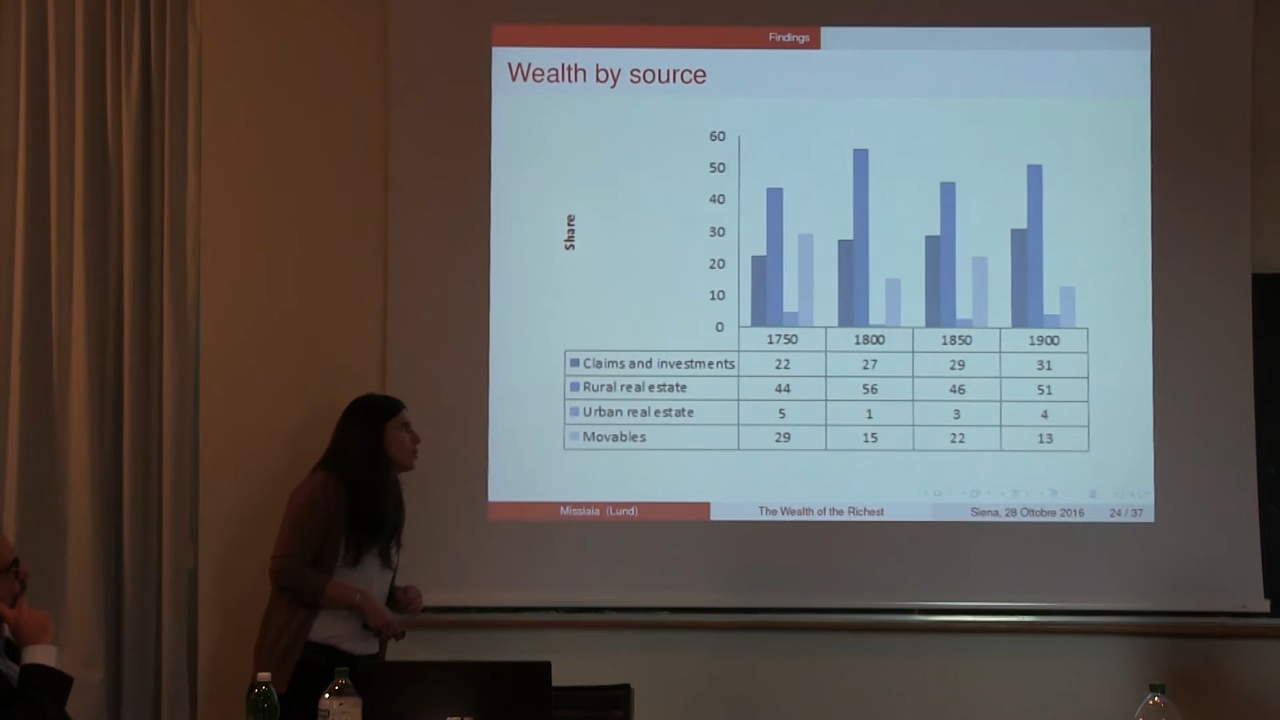 Findings
Wealth by source
Share
60
50
40
30
20
10
0
1750 1800 1850 1900
Claims and investments 22 27 29 31
Rural real estate 44 56 46 51
Urban real estate 5 1 3 4
Movables 29 15 22 13
Missiaia (Lund) The Wealth of the Richest Siena, 28 Ottobre 2016 24 / 37